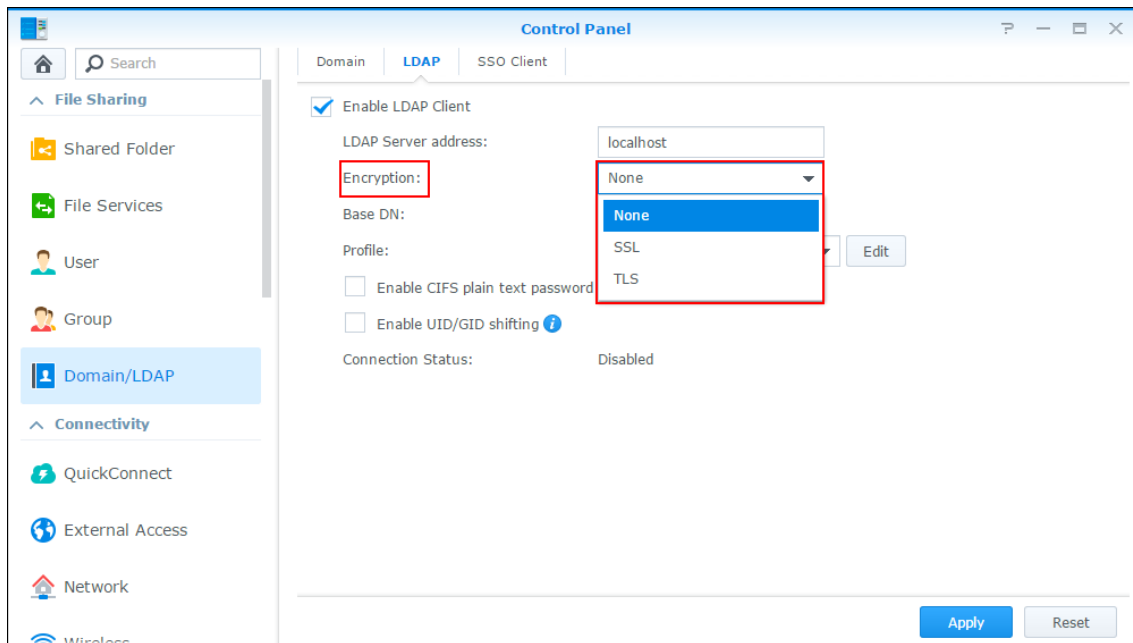 Control Panel
Search
File Sharing
Shared Folder
File Services
User
Group
Domain/LDAP
Connectivity
QuickConnect
External Access
Network
Wireless
Domain LDAP SSO Client
Enable LDAP Client
LDAP Server address: localhost
Encryption: None
Base DN: None
SSL
Profile: Edit
TLS
Enable CIFS plain text password
Enable UID/GID shifting
Connection Status: Disabled
Apply Reset